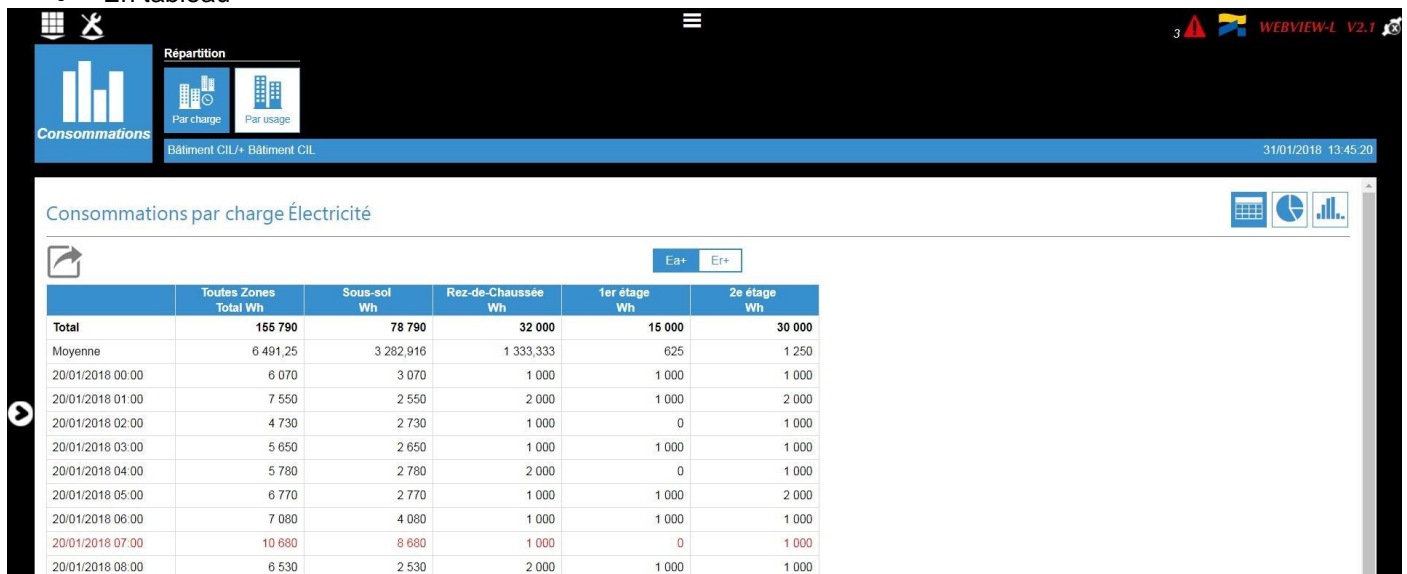 En tableau
3 WEBVIEW-L V2.1
Répartition
Par charge Par usage
Consommations
Bâtiment CIL/+ Bâtiment CIL 31/01/2018 13:45:20
Consommations par charge Électricité
Ea+ Er+
Toutes Zones Sous-sol Rez-de-Chaussée 1er étage 2e étage
Total Wh Wh Wh Wh Wh
Total 155 790 78 790 32 000 15 000 30 000
Moyenne 6 491,25 3 282,916 1 333,333 625 1 250
20/01/2018 00:00 6 070 3 070 1 000 1 000 1 000
20/01/2018 01:00 7 550 2 550 2 000 1 000 2 000
20/01/2018 02:00 4 730 2 730 1 000 0 1 000
20/01/2018 03:00 5 650 2 650 1 000 1 000 1 000
20/01/2018 04:00 5 780 2 780 2 000 0 1 000
20/01/2018 05:00 6 770 2 770 1 000 1 000 2 000
20/01/2018 06:00 7 080 4 080 1 000 1 000 1 000
20/01/2018 07:00 10 680 8 680 1 000 0 1 000
20/01/2018 08:00 6 530 2 530 2 000 1 000 1 000